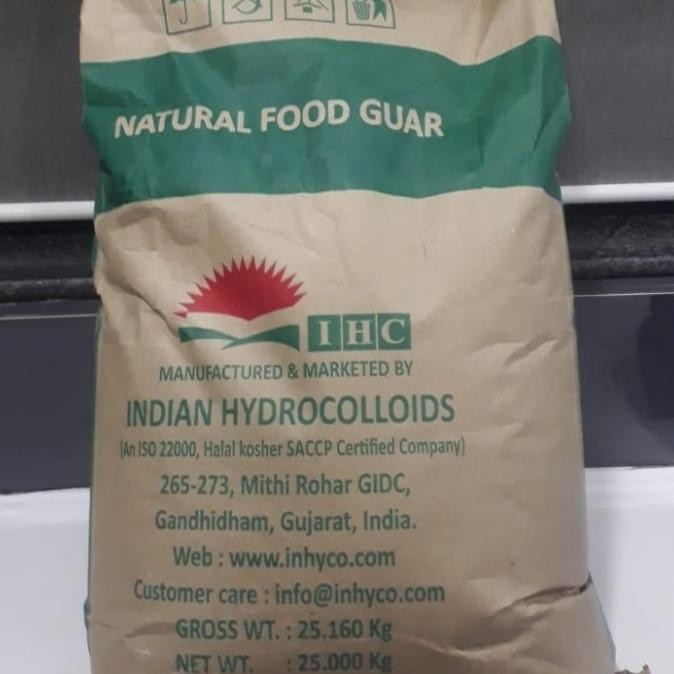 NATURAL FOOD GUAR
IHC
MANUFACTURED & MARKETED BY
INDIAN HYDROCOLLOIDS
(An ISO 22000, Halal kosher SACCP Certified Company)
265-273, Mithi Rohar GIDC,
Gandhidham, Gujarat, India.
Web : www.inhyco.com
Customer care : info@inhyco.com
GROSS WT. : 25.160 Kg
NET WT. : 25.000 Kg